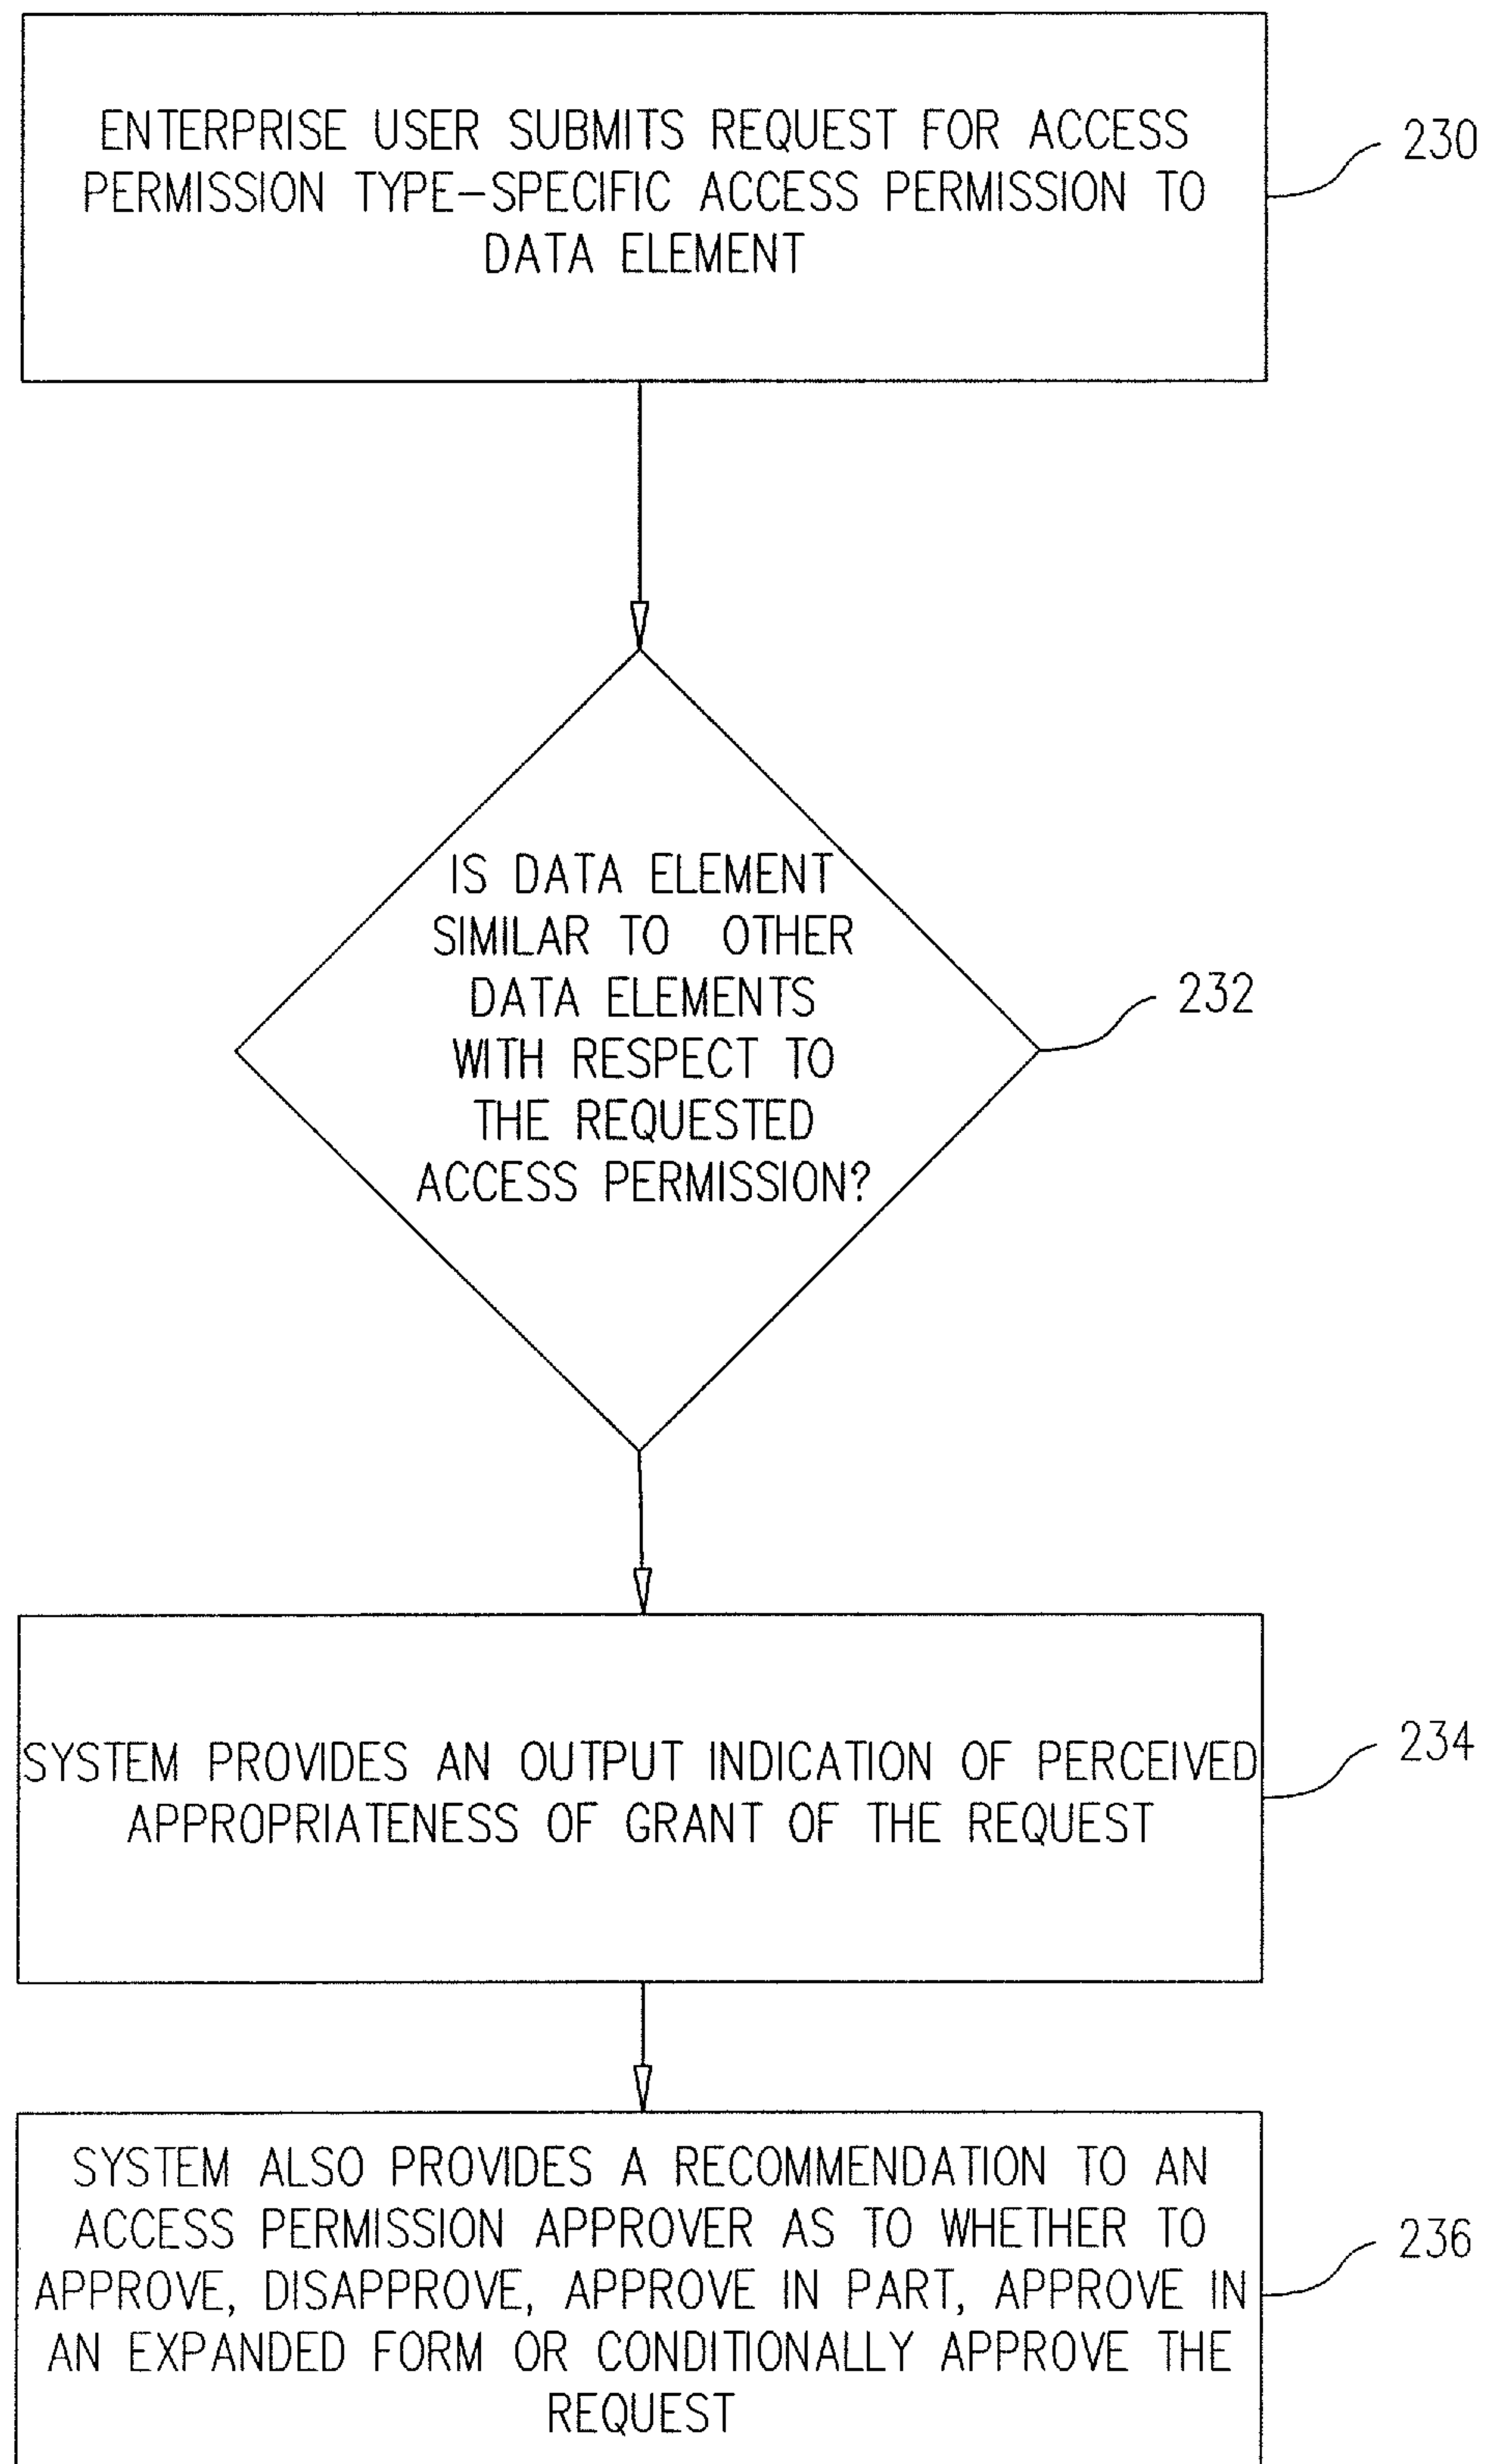 ENTERPRISE USER SUBMITS REQUEST FOR ACCESS
PERMISSION TYPE-SPECIFIC ACCESS PERMISSION TO
DATA ELEMENT
230
IS DATA ELEMENT
SIMILAR TO OTHER
DATA ELEMENTS
WITH RESPECT TO
THE REQUESTED
ACCESS PERMISSION?
232
SYSTEM PROVIDES AN OUTPUT INDICATION OF PERCEIVED
APPROPRIATENESS OF GRANT OF THE REQUEST
234
SYSTEM ALSO PROVIDES A RECOMMENDATION TO AN
ACCESS PERMISSION APPROVER AS TO WHETHER TO
APPROVE, DISAPPROVE, APPROVE IN PART, APPROVE IN
AN EXPANDED FORM OR CONDITIONALLY APPROVE THE
REQUEST
236